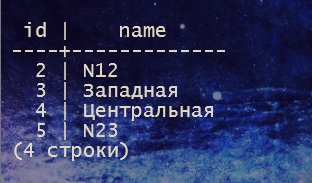 id |    name
----+-------------
  2 | N12
  3 | Западная
  4 | Центральная
  5 | N23
(4 строки)